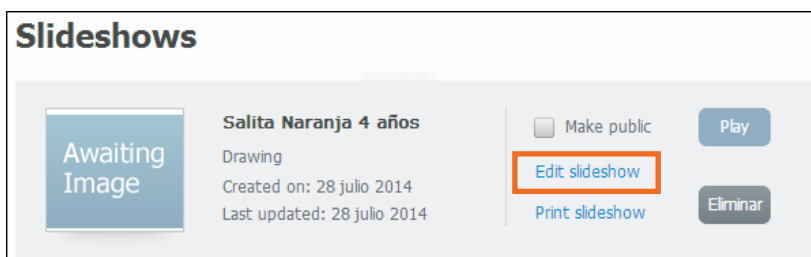 Slideshows
Awaiting
Image
Salita Naranja 4 años
Drawing
Created on: 28 julio 2014
Last updated: 28 julio 2014
Make public
Edit slideshow
Print slideshow
Play
Eliminar